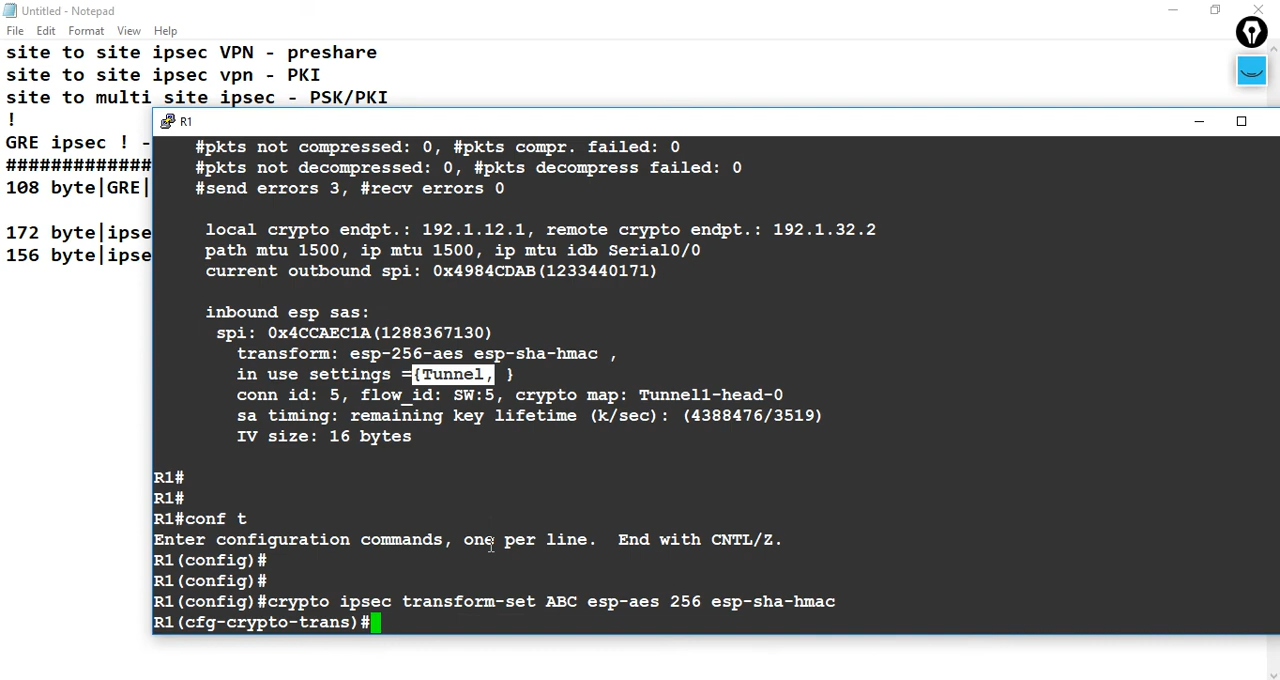 Untitled - Notepad
File Edit Format View Help
site to site ipsec VPN - preshare
site to site ipsec vpn - PKI
site to multi site ipsec - PSK/PKI
!
GRE ipsec ! -
#############
108 byte|GRE|
172 byte|ipse
156 byte|ipse
R1
#pkts not compressed: 0, #pkts compr. failed: 0
#pkts not decompressed: 0, #pkts decompress failed: 0
#send errors 3, #recv errors 0
local crypto endpt.: 192.1.12.1, remote crypto endpt.: 192.1.32.2
path mtu 1500, ip mtu 1500, ip mtu idb Serial0/0
current outbound spi: 0x4984CDAB(1233440171)
inbound esp sas:
spi: 0x4CCAEC1A(1288367130)
transform: esp-256-aes esp-sha-hmac ,
in use settings ={Tunnel, }
conn id: 5, flow_id: SW:5, crypto map: Tunnel1-head-0
sa timing: remaining key lifetime (k/sec): (4388476/3519)
IV size: 16 bytes
R1#
R1#
R1#conf t
Enter configuration commands, one per line.  End with CNTL/Z.
R1(config)#
R1(config)#
R1(config)#crypto ipsec transform-set ABC esp-aes 256 esp-sha-hmac
R1(cfg-crypto-trans)#